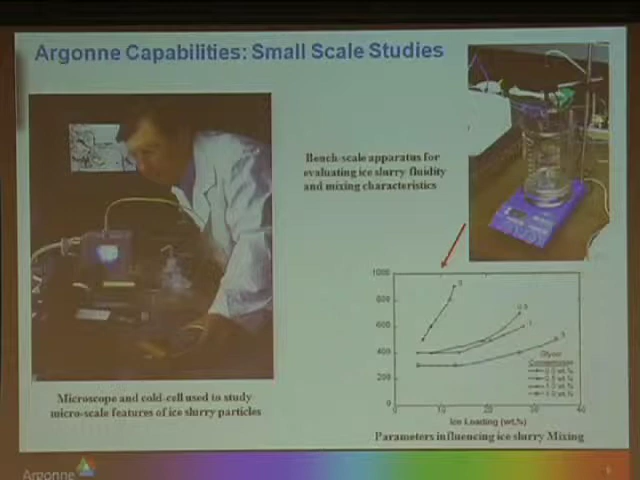 Argonne Capabilities: Small Scale Studies
Bench-scale apparatus for
evaluating ice slurry fluidity
and mixing characteristics
1000
800
600
400
200
0
0
10
20
30
40
Ice Loading (wt,%)
Parameters influencing ice slurry Mixing
Microscope and cold-cell used to study
micro-scale features of ice slurry particles
Argonne